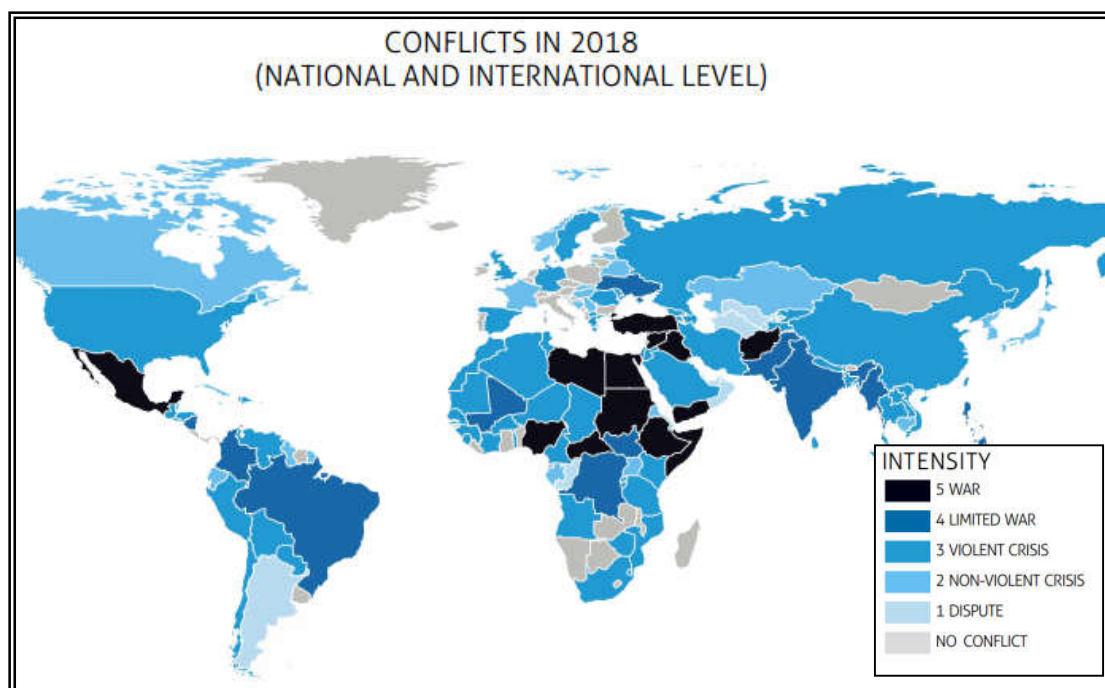 CONFLICTS IN 2018
(NATIONAL AND INTERNATIONAL LEVEL)
INTENSITY
5 WAR
4 LIMITED WAR
3 VIOLENT CRISIS
2 NON-VIOLENT CRISIS
1 DISPUTE
NO CONFLICT